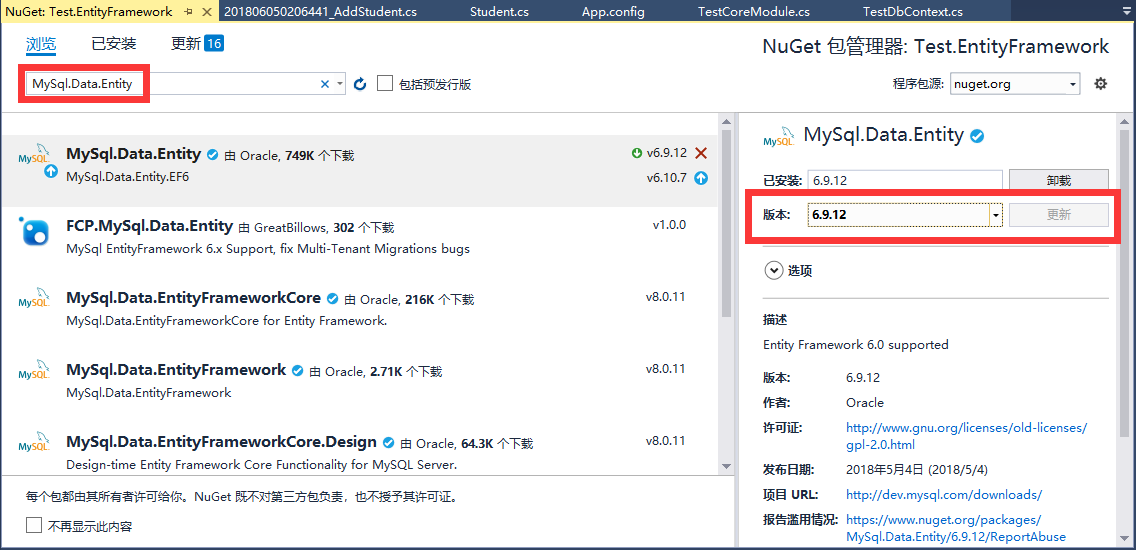 NuGet: Test.EntityFramework
201806050206441_AddStudent.cs
Student.cs
App.config
TestCoreModule.cs
TestDbContext.cs
浏览
已安装
更新 16
NuGet 包管理器: Test.EntityFramework
MySql.Data.Entity
包括预发行版
程序包源: nuget.org
MySQL
MySql.Data.Entity 由 Oracle, 749K 个下载
v6.9.12
MySql.Data.Entity.EF6
v6.10.7
FCP.MySql.Data.Entity 由 GreatBillows, 302 个下载
v1.0.0
MySql EntityFramework 6.x Support, fix Multi-Tenant Migrations bugs
MySQL
MySql.Data.EntityFrameworkCore 由 Oracle, 216K 个下载
v8.0.11
MySql.Data.EntityFrameworkCore for Entity Framework.
MySQL
MySql.Data.EntityFramework 由 Oracle, 2.71K 个下载
v8.0.11
MySql.Data.EntityFramework
MySQL
MySql.Data.EntityFrameworkCore.Design 由 Oracle, 64.3K 个下载
v8.0.11
Design-time Entity Framework Core Functionality for MySQL Server.
每个包都由其所有者许可给你。NuGet 既不对第三方包负责，也不授予其许可证。
不再显示此内容
MySQL
MySql.Data.Entity
已安装: 6.9.12 卸载
版本: 6.9.12 更新
选项
描述
Entity Framework 6.0 supported
版本: 6.9.12
作者: Oracle
许可证: http://www.gnu.org/licenses/old-licenses/
gpl-2.0.html
发布日期: 2018年5月4日 (2018/5/4)
项目 URL: http://dev.mysql.com/downloads/
报告滥用情况: https://www.nuget.org/packages/
MySql.Data.Entity/6.9.12/ReportAbuse